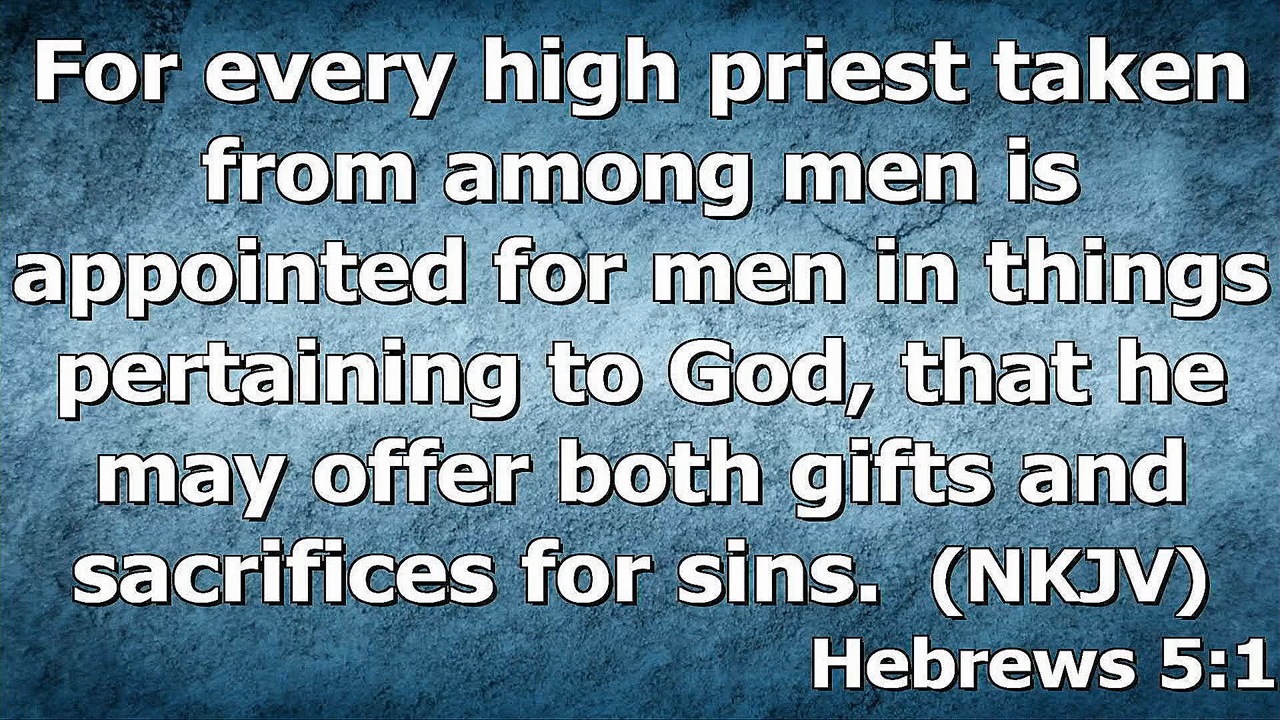 For every high priest taken
from among men is
appointed for men in things
pertaining to God, that he
may offer both gifts and
sacrifices for sins. (NKJV)
Hebrews 5:1